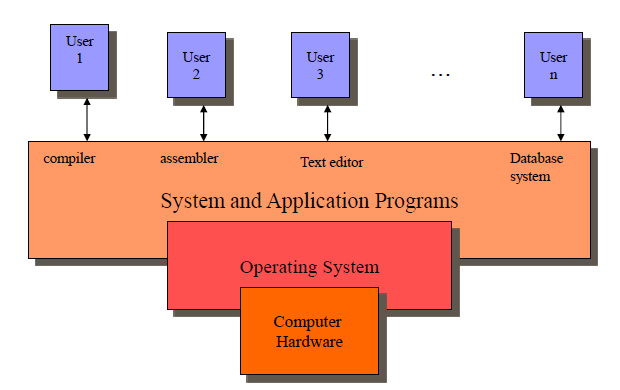 User
1
User
2
User
3
...
User
n
compiler
assembler
Text editor
Database
system
System and Application Programs
Operating System
Computer
Hardware